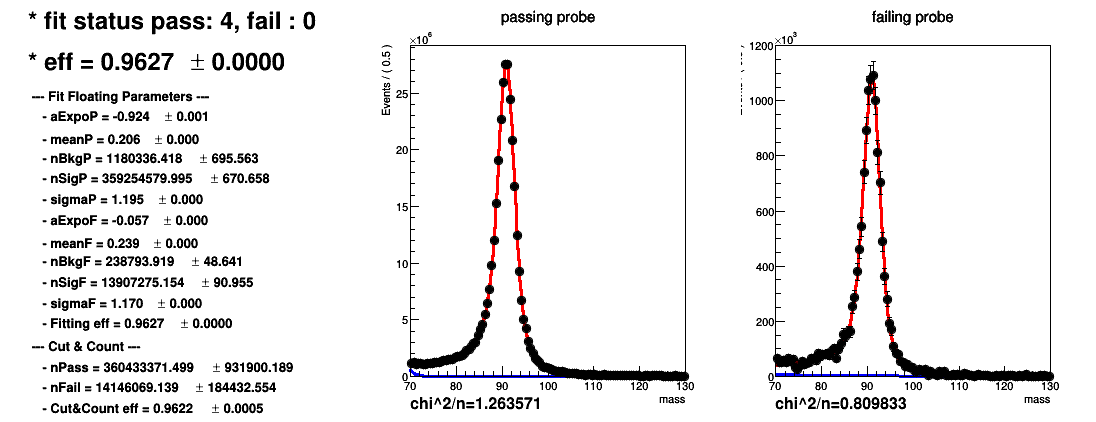 * fit status pass: 4, fail : 0
* eff = 0.9627 ± 0.0000
--- Fit Floating Parameters ---
- aExpoP = -0.924 ± 0.001
- meanP = 0.206 ± 0.000
- nBkgP = 1180336.418 ± 695.563
- nSigP = 359254579.995 ± 670.658
- sigmaP = 1.195 ± 0.000
- aExpoF = -0.057 ± 0.000
- meanF = 0.239 ± 0.000
- nBkgF = 238793.919 ± 48.641
- nSigF = 13907275.154 ± 90.955
- sigmaF = 1.170 ± 0.000
- Fitting eff = 0.9627 ± 0.0000
--- Cut & Count ---
- nPass = 360433371.499 ± 931900.189
- nFail = 14146069.139 ± 184432.554
- Cut&Count eff = 0.9622 ± 0.0005
passing probe
×10⁶
Events / ( 0.5 )
25
20
15
10
5
0
70 80 90 100 110 120 130
mass
chi^2/n=1.263571
failing probe
×10³
1200
1000
800
600
400
200
0
70 80 90 100 110 120 130
mass
chi^2/n=0.809833